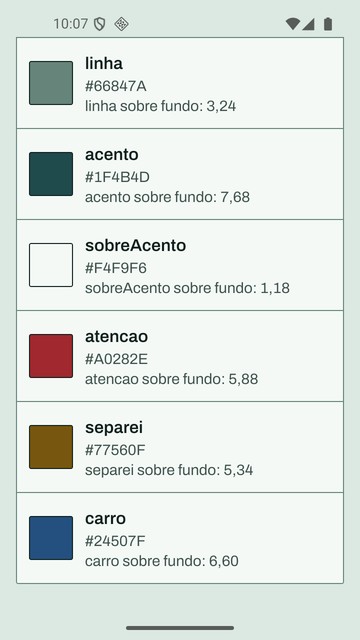 10:07
linha
#66847A
linha sobre fundo: 3,24
acento
#1F4B4D
acento sobre fundo: 7,68
sobreAcento
#F4F9F6
sobreAcento sobre fundo: 1,18
atencao
#A0282E
atencao sobre fundo: 5,88
separei
#77560F
separei sobre fundo: 5,34
carro
#24507F
carro sobre fundo: 6,60